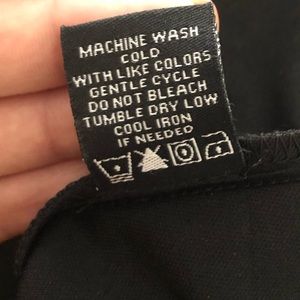 MACHINE WASH
COLD
WITH LIKE COLORS
GENTLE CYCLE
DO NOT BLEACH
TUMBLE DRY LOW
COOL IRON
IF NEEDED